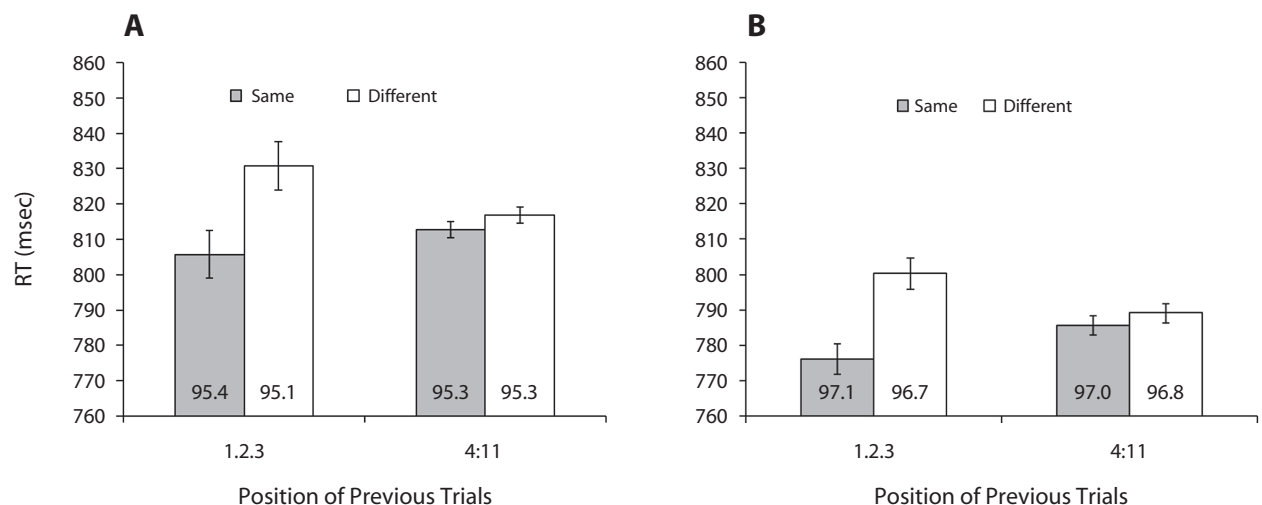 A
860
850
840
830
820
810
800
790
780
770
760
RT (msec)
Same Different
95.4 95.1 95.3 95.3
1.2.3 4:11
Position of Previous Trials
B
860
850
840
830
820
810
800
790
780
770
760
Same Different
97.1 96.7 97.0 96.8
1.2.3 4:11
Position of Previous Trials